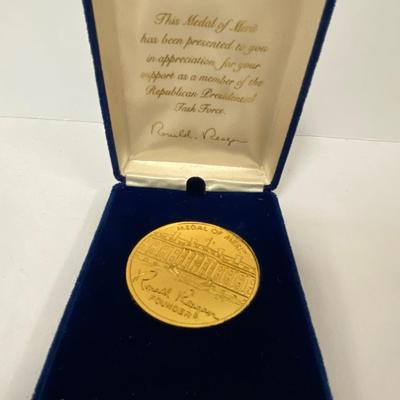 This Medal of Merit
has been presented to you
in appreciation for your
support as a member of the
Republican Presidential
Task Force.
Ronald Reagan
MEDAL OF MERIT
Ronald Reagan
FOUNDER